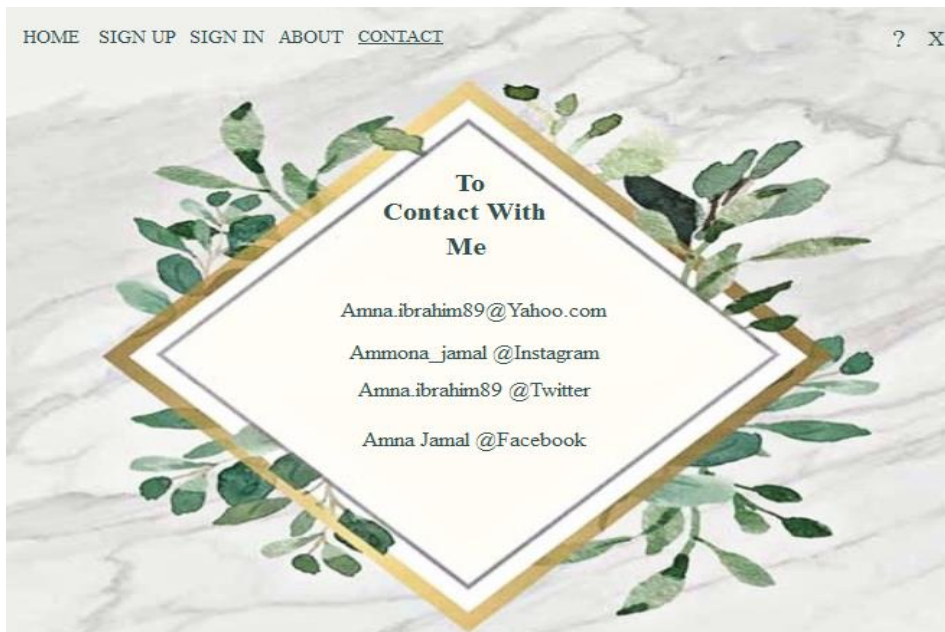 HOME SIGN UP SIGN IN ABOUT CONTACT ? X
To
Contact With
Me
Amna.ibrahim89@Yahoo.com
Ammona_jamal @Instagram
Amna.ibrahim89 @Twitter
Amna Jamal @Facebook